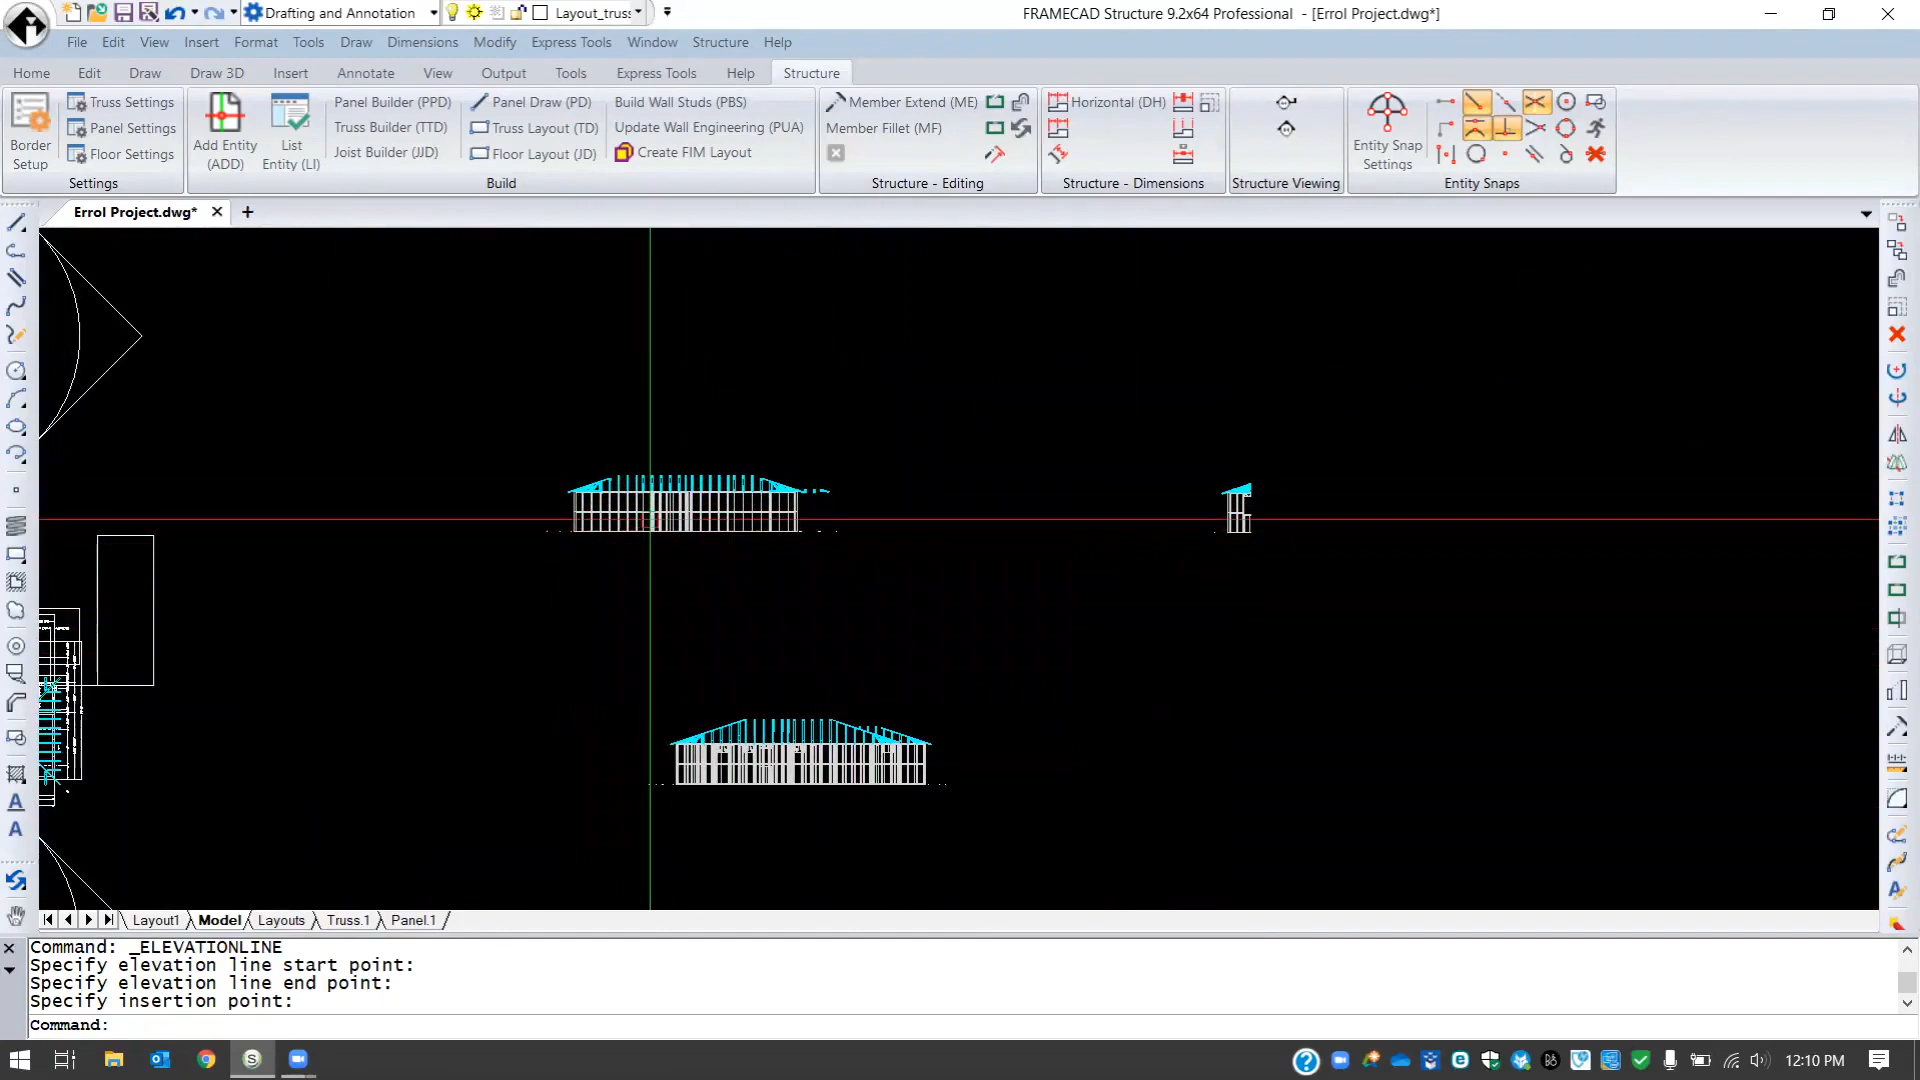 Drafting and Annotation
Layout_trus
FRAMECAD Structure 9.2x64 Professional - [Errol Project.dwg*]
File Edit View Insert Format Tools Draw Dimensions Modify Express Tools Window Structure Help
Home Edit Draw Draw 3D Insert Annotate View Output Tools Express Tools Help Structure
Border Setup
Truss Settings
Panel Settings
Floor Settings
Settings
Add Entity (ADD)
List Entity (LI)
Panel Builder (PPD)
Truss Builder (TTD)
Joist Builder (JJD)
Panel Draw (PD)
Truss Layout (TD)
Floor Layout (JD)
Build Wall Studs (PBS)
Update Wall Engineering (PUA)
Create FIM Layout
Build
Member Extend (ME)
Member Fillet (MF)
Structure - Editing
Horizontal (DH)
Structure - Dimensions
Structure Viewing
Entity Snap Settings
Entity Snaps
Errol Project.dwg*
Layout1 Model Layouts Truss.1 Panel.1
Command: _ELEVATIONLINE
Specify elevation line start point:
Specify elevation line end point:
Specify insertion point:
Command:
12:10 PM